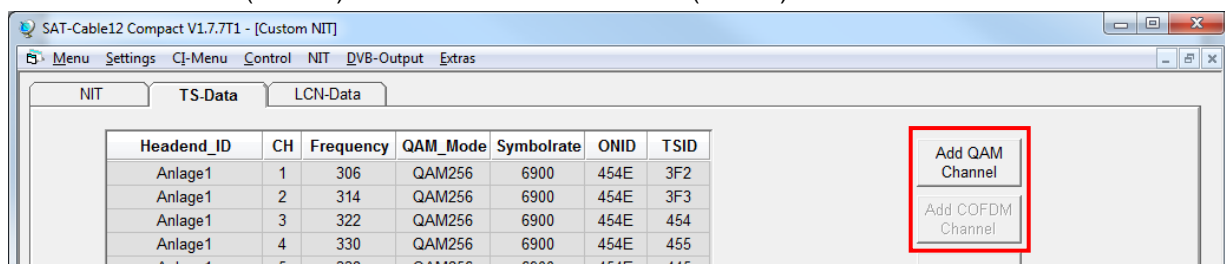 SAT-Cable12 Compact V1.7.7T1 - [Custom NIT]
Menu Settings CI-Menu Control NIT DVB-Output Extras
NIT TS-Data LCN-Data
Headend_ID CH Frequency QAM_Mode Symbolrate ONID TSID
Anlage1 1 306 QAM256 6900 454E 3F2
Anlage1 2 314 QAM256 6900 454E 3F3
Anlage1 3 322 QAM256 6900 454E 454
Anlage1 4 330 QAM256 6900 454E 455
Add QAM
Channel
Add COFDM
Channel